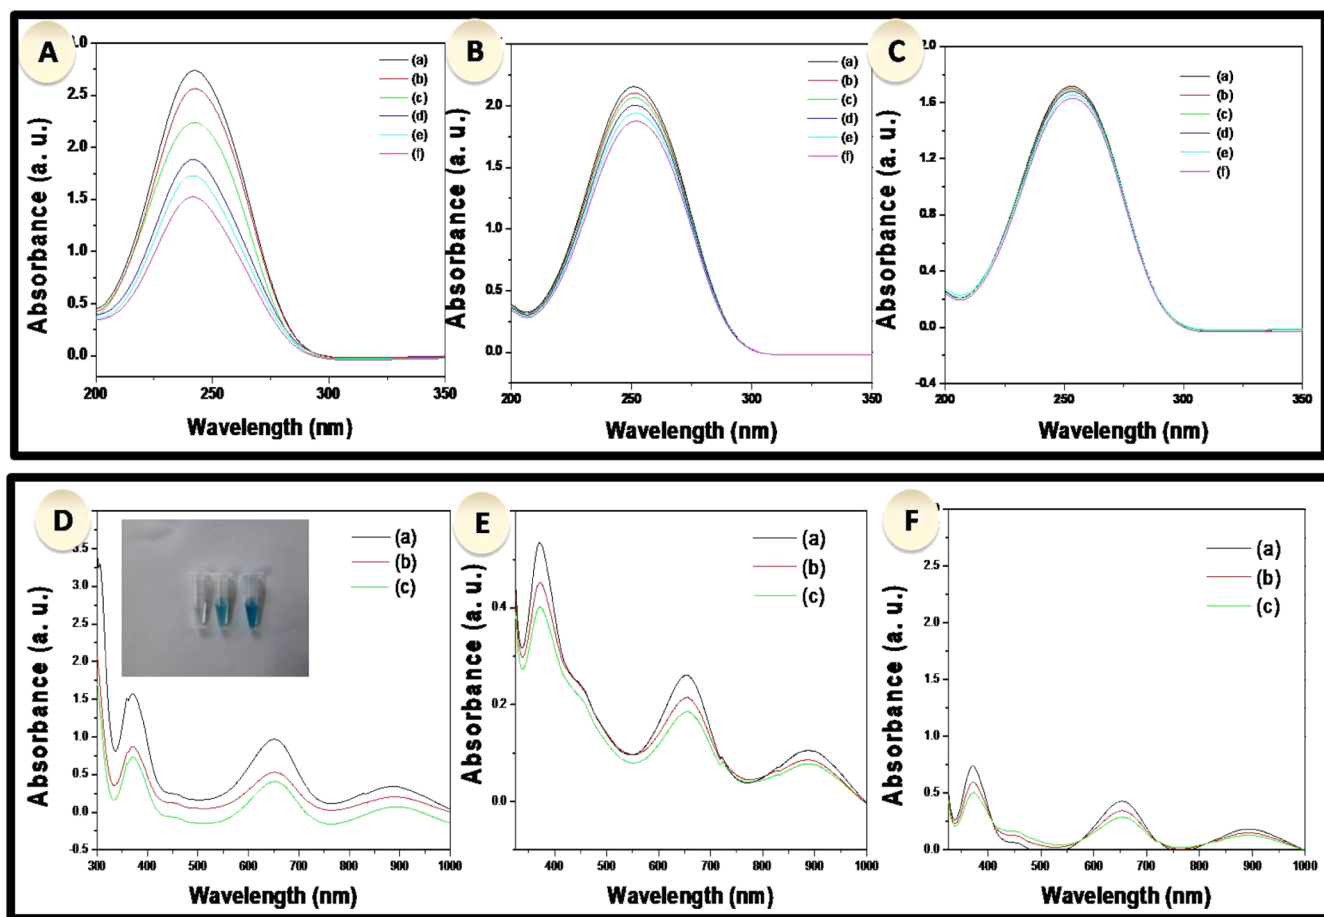 A
Absorbance (a. u.)
.0
2.5
2.0
1.5
1.0
0.5
0.0
200
250
300
350
Wavelength (nm)
(a)
(b)
(c)
(d)
(e)
(f)
B
Absorbance (a. u.)
2.0
1.5
1.0
0.5
0.0
200
250
300
350
Wavelength (nm)
(a)
(b)
(c)
(d)
(e)
(f)
C
Absorbance (a. u.)
2.0
1.6
1.2
0.8
0.4
0.0
-0.4
200
250
300
350
Wavelength (nm)
(a)
(b)
(c)
(d)
(e)
(f)
D
Absorbance (a. u.)
3.5
3.0
2.5
2.0
1.5
1.0
0.5
0.0
-0.5
300
400
500
600
700
800
900
1000
Wavelength (nm)
(a)
(b)
(c)
E
Absorbance (a. u.)
0.4
0.2
0.0
400
500
600
700
800
900
1000
Wavelength (nm)
(a)
(b)
(c)
F
Absorbance (a. u.)
2.5
2.0
1.5
1.0
0.5
0.0
400
500
600
700
800
900
1000
Wavelength (nm)
(a)
(b)
(c)